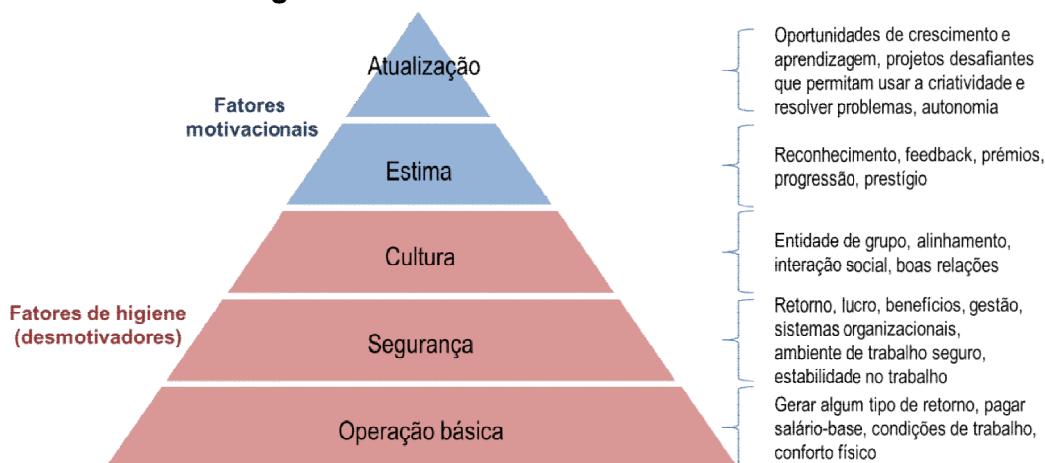 Atualização
Oportunidades de crescimento e
aprendizagem, projetos desafiantes
que permitam usar a criatividade e
resolver problemas, autonomia
Fatores
motivacionais
Estima
Reconhecimento, feedback, prémios,
progressão, prestígio
Cultura
Entidade de grupo, alinhamento,
interação social, boas relações
Fatores de higiene
(desmotivadores)
Segurança
Retorno, lucro, benefícios, gestão,
sistemas organizacionais,
ambiente de trabalho seguro,
estabilidade no trabalho
Operação básica
Gerar algum tipo de retorno, pagar
salário-base, condições de trabalho,
conforto físico